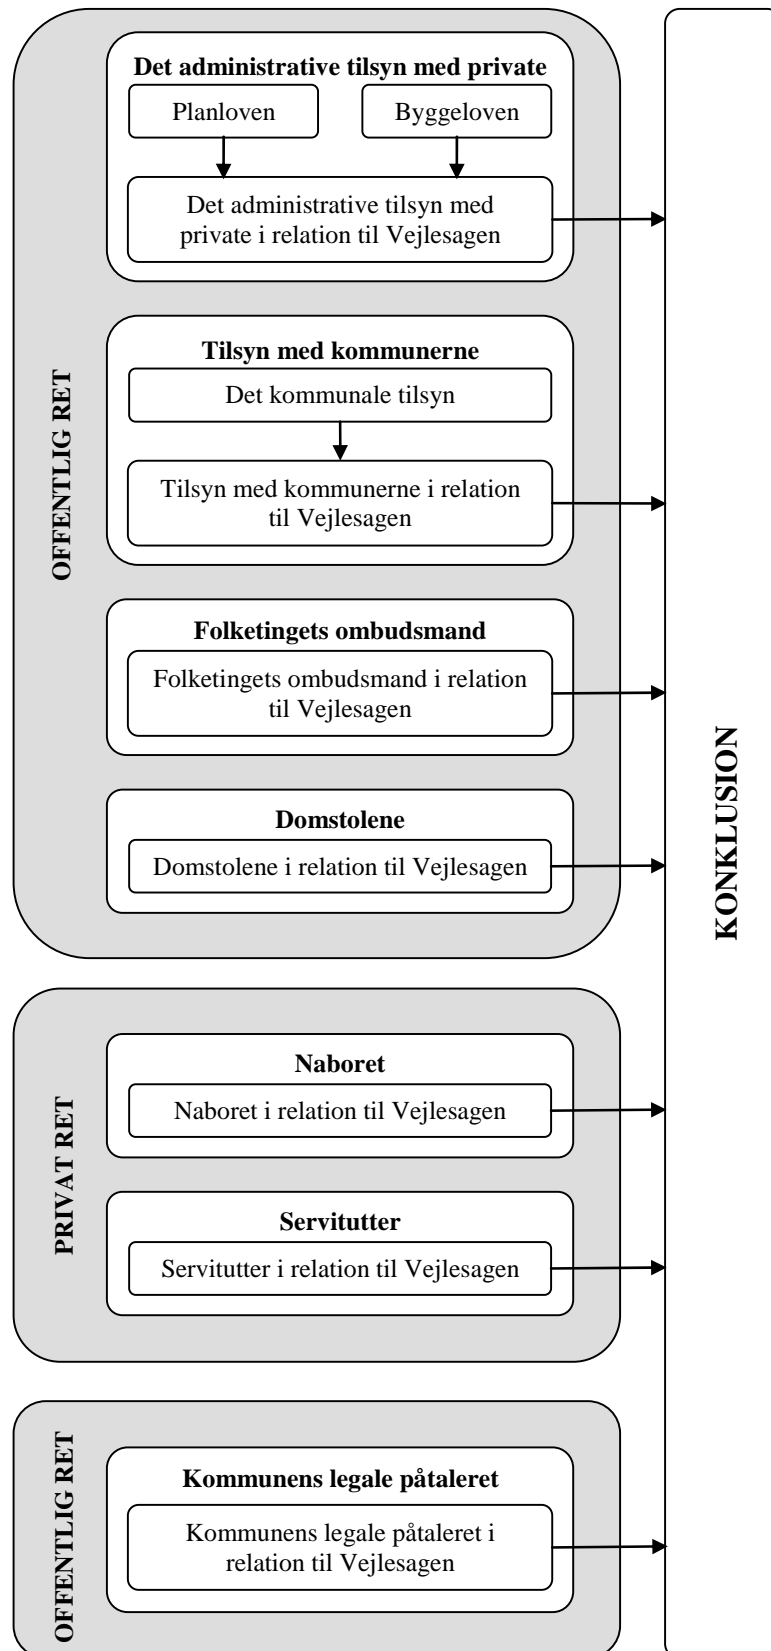 OFFENTLIG RET
Det administrative tilsyn med private
Planloven
Byggeloven
Det administrative tilsyn med
private i relation til Vejlesagen
Tilsyn med kommunerne
Det kommunale tilsyn
Tilsyn med kommunerne i relation
til Vejlesagen
Folketingets ombudsmand
Folketingets ombudsmand i relation
til Vejlesagen
Domstolene
Domstolene i relation til Vejlesagen
PRIVAT RET
Naboret
Naboret i relation til Vejlesagen
Servitutter
Servitutter i relation til Vejlesagen
OFFENTLIG RET
Kommunens legale påtaleret
Kommunens legale påtaleret i
relation til Vejlesagen
KONKLUSION